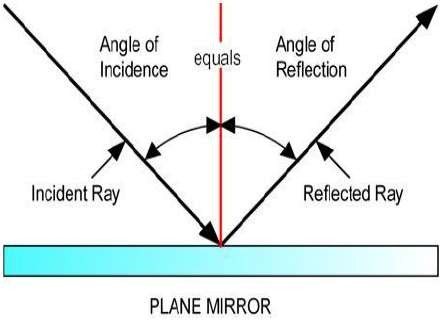 Angle of
Incidence
equals
Angle of
Reflection
Incident Ray
Reflected Ray
PLANE MIRROR